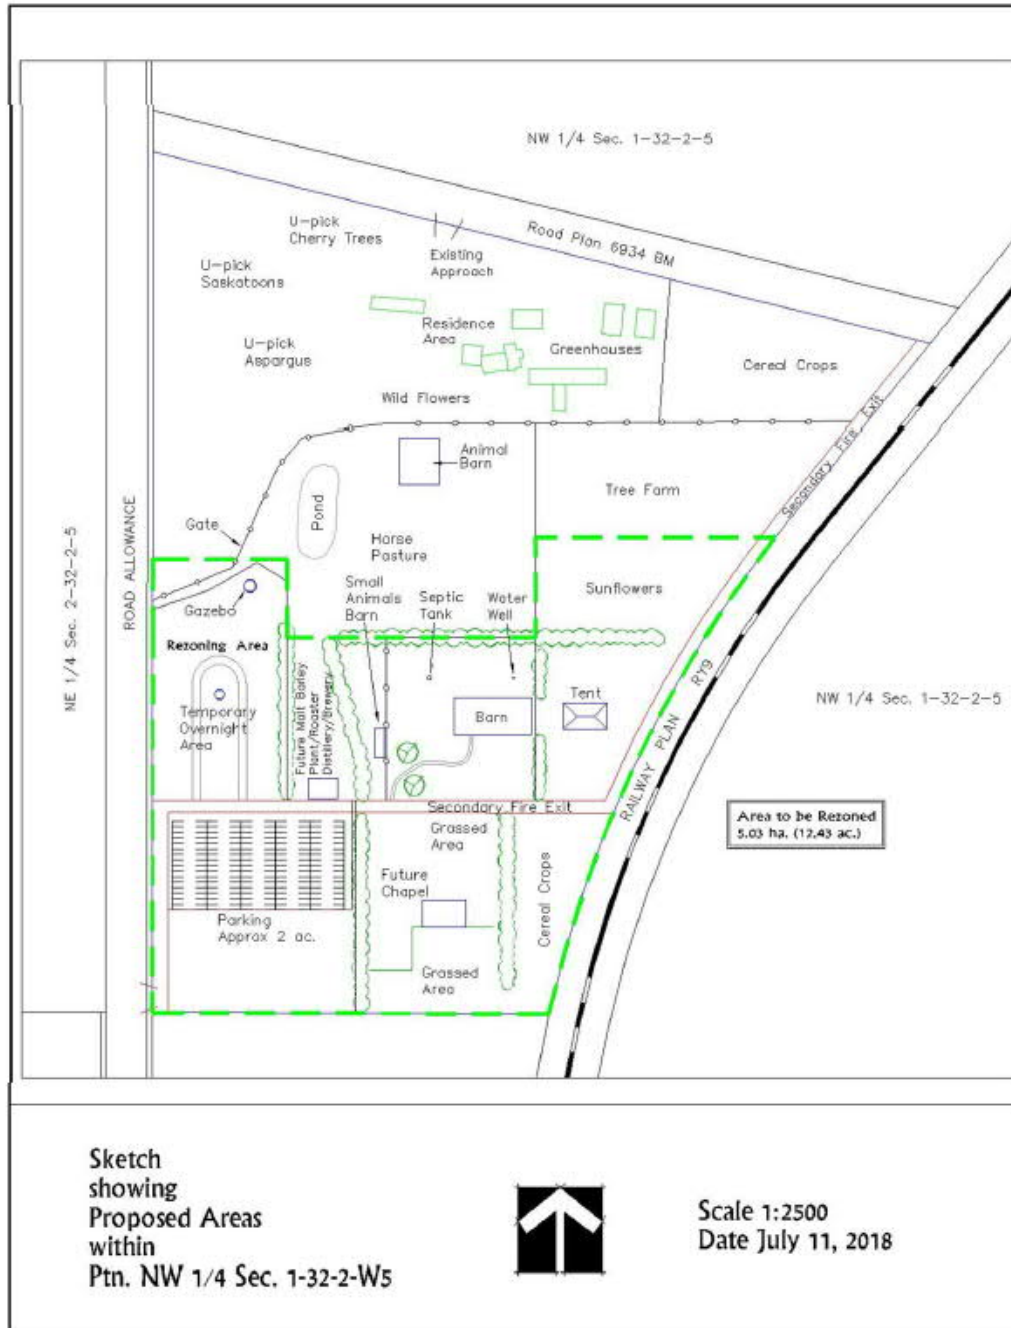 NW 1/4 Sec. 1-32-2-5
Road Plan 6934 BM
U-pick
Cherry Trees
Existing
Approach
U-pick
Saskatoons
U-pick
Aspargus
Residence
Area
Greenhouses
Cereal Crops
Wild Flowers
Secondary Fire Exit
Animal
Barn
Tree Farm
Pond
Gate
Horse
Pasture
NE 1/4 Sec. 2-32-2-5
ROAD ALLOWANCE
Small
Animals
Barn
Septic
Tank
Water
Well
Sunflowers
Gazebo
Rezoning Area
Temporary
Overnight
Area
Future Malt Barley
Plant/Roaster
Distillery/Brewery
Barn
Tent
RAILWAY PLAN RY9
NW 1/4 Sec. 1-32-2-5
Secondary Fire Exit
Area to be Rezoned
5.03 ha. (12.43 ac.)
Grassed
Area
Future
Chapel
Cereal Crops
Parking
Approx 2 ac.
Grassed
Area
Sketch
showing
Proposed Areas
within
Ptn. NW 1/4 Sec. 1-32-2-W5
Scale 1:2500
Date July 11, 2018